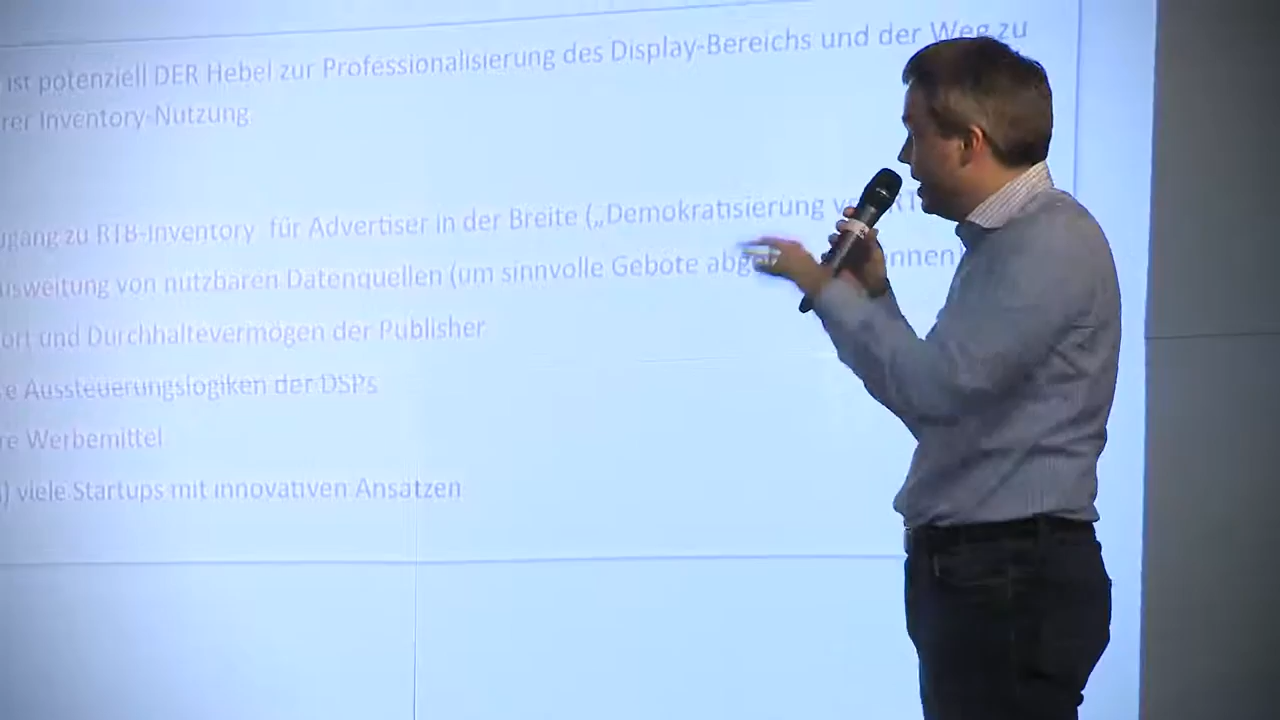 ist potenziell DER Hebel zur Professionalisierung des Display-Bereichs und der Weg zu
rer Inventory-Nutzung
ugang zu RTB-Inventory für Advertiser in der Breite („Demokratisierung v
usweitung von nutzbaren Datenquellen (um sinnvolle Gebote abge nnen)
ort und Durchhaltevermögen der Publisher
e Aussteuerungslogiken der DSPs
re Werbemittel
) viele Startups mit innovativen Ansätzen